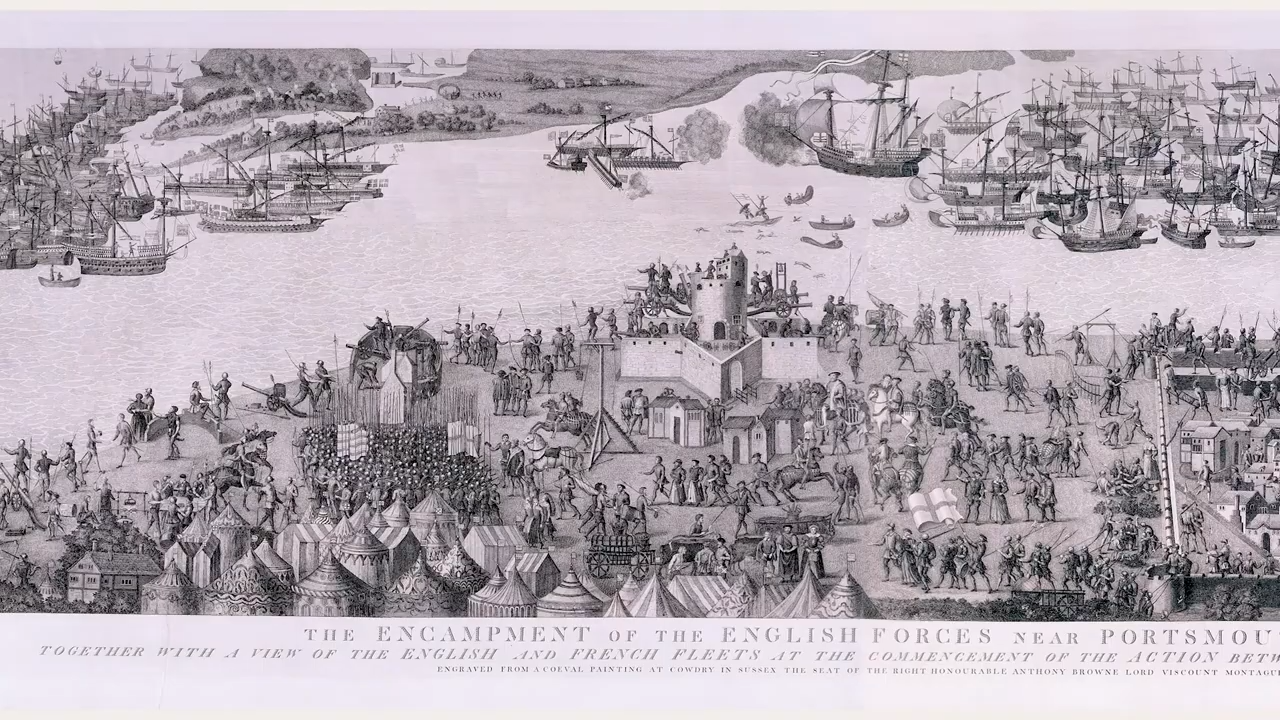 THE ENCAMPMENT OF THE ENGLISH FORCES NEAR PORTSMOU
TOGETHER WITH A VIEW OF THE ENGLISH AND FRENCH FLEETS AT THE COMMENCEMENT OF THE ACTION BETW
ENGRAVED FROM A COEVAL PAINTING AT COWDRY IN SUSSEX THE SEAT OF THE RIGHT HONOURABLE ANTHONY BROWNE LORD VISCOUNT MONTAGU